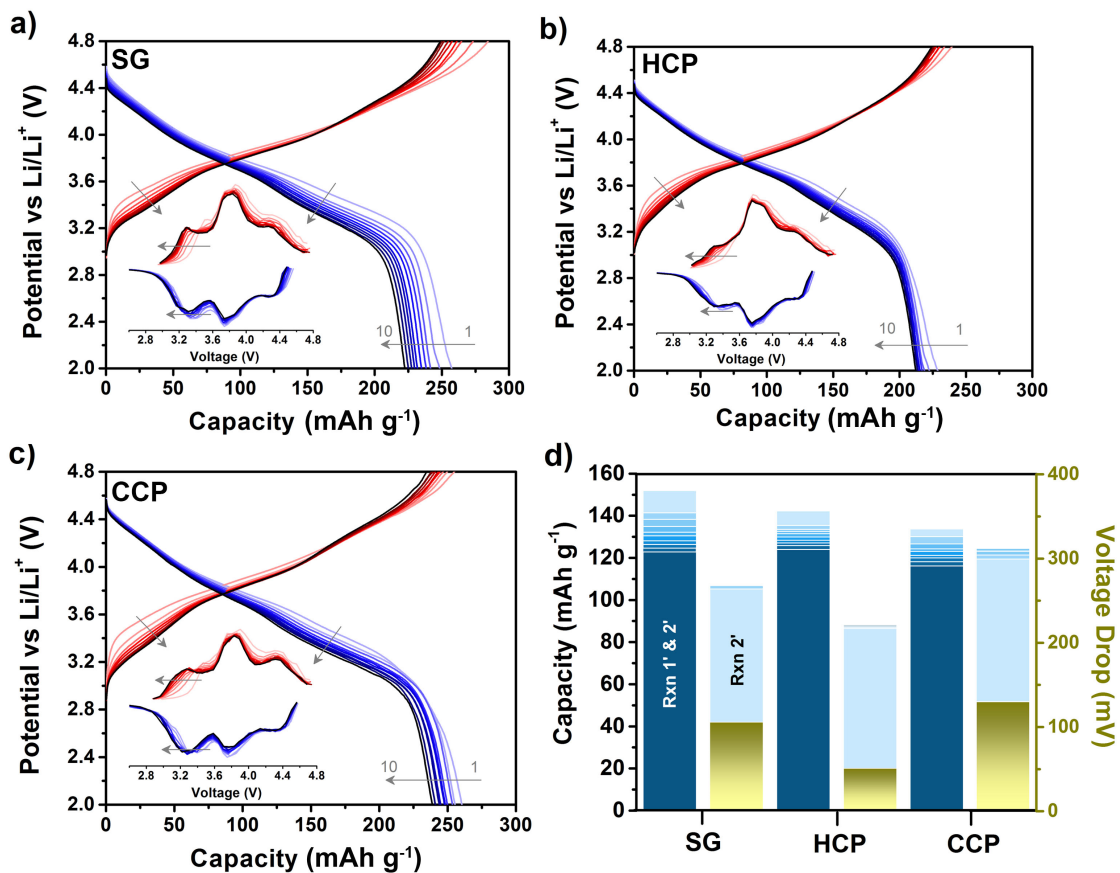 a)
SG
Potential vs Li/Li⁺ (V)
4.8
4.4
4.0
3.6
3.2
2.8
2.4
2.0
10
1
2.8 3.2 3.6 4.0 4.4 4.8
Voltage (V)
0 50 100 150 200 250 300
Capacity (mAh g⁻¹)
b)
HCP
Potential vs Li/Li⁺ (V)
4.8
4.4
4.0
3.6
3.2
2.8
2.4
2.0
10
1
2.8 3.2 3.6 4.0 4.4 4.8
Voltage (V)
0 50 100 150 200 250 300
Capacity (mAh g⁻¹)
c)
CCP
Potential vs Li/Li⁺ (V)
4.8
4.4
4.0
3.6
3.2
2.8
2.4
2.0
10
1
2.8 3.2 3.6 4.0 4.4 4.8
Voltage (V)
0 50 100 150 200 250 300
Capacity (mAh g⁻¹)
d)
Capacity (mAh g⁻¹)
160
140
120
100
80
60
40
20
0
Rxn 1' & 2'
Rxn 2'
SG HCP CCP
400
300
200
100
0
Voltage Drop (mV)